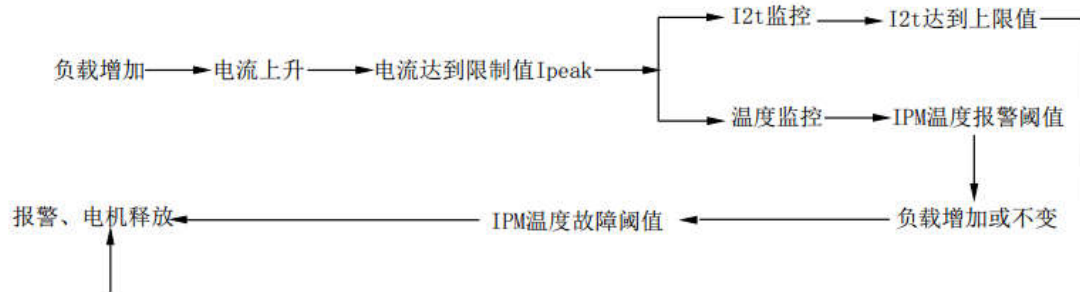 I2t监控
I2t达到上限值
负载增加
电流上升
电流达到限制值Ipeak
温度监控
IPM温度报警阈值
报警、电机释放
IPM温度故障阈值
负载增加或不变